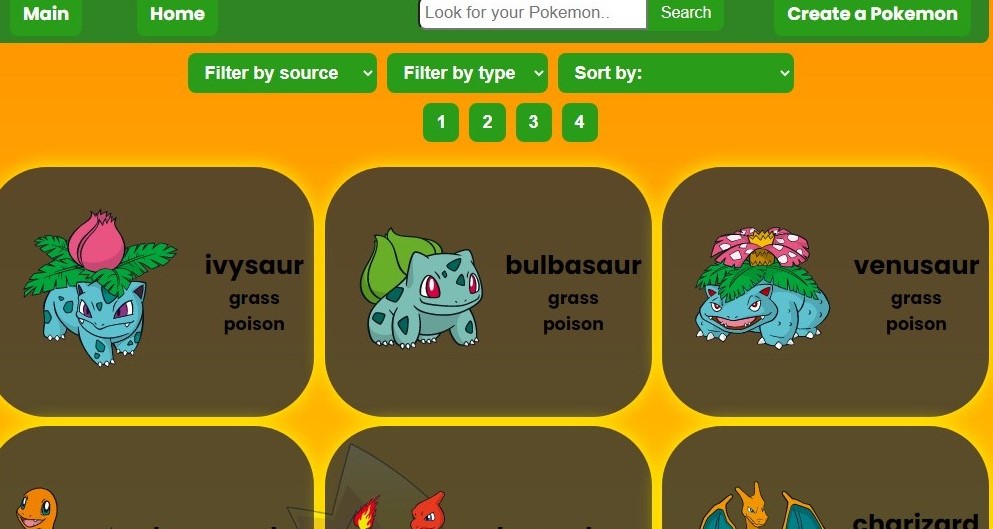 Main Home Look for your Pokemon.. Search Create a Pokemon
Filter by source Filter by type Sort by:
1 2 3 4
ivysaur
grass
poison
bulbasaur
grass
poison
venusaur
grass
poison
charizard